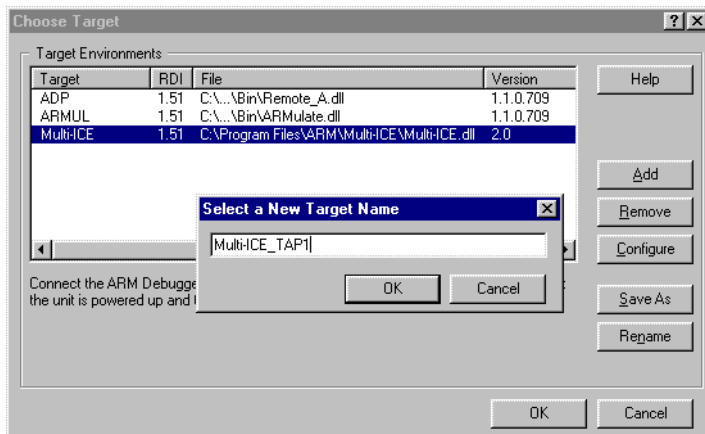 Choose Target
Target Environments
Target RDI File Version Help
ADP 1.51 C:\...\Bin\Remote_A.dll 1.1.0.709
ARMUL 1.51 C:\...\Bin\ARMulate.dll 1.1.0.709
Multi-ICE 1.51 C:\Program Files\ARM\Multi-ICE\Multi-ICE.dll 2.0
Add
Select a New Target Name
Remove
Multi-ICE_TAP1
Configure
Connect the ARM Debugge
OK Cancel
the unit is powered up and
Save As
Rename
OK Cancel